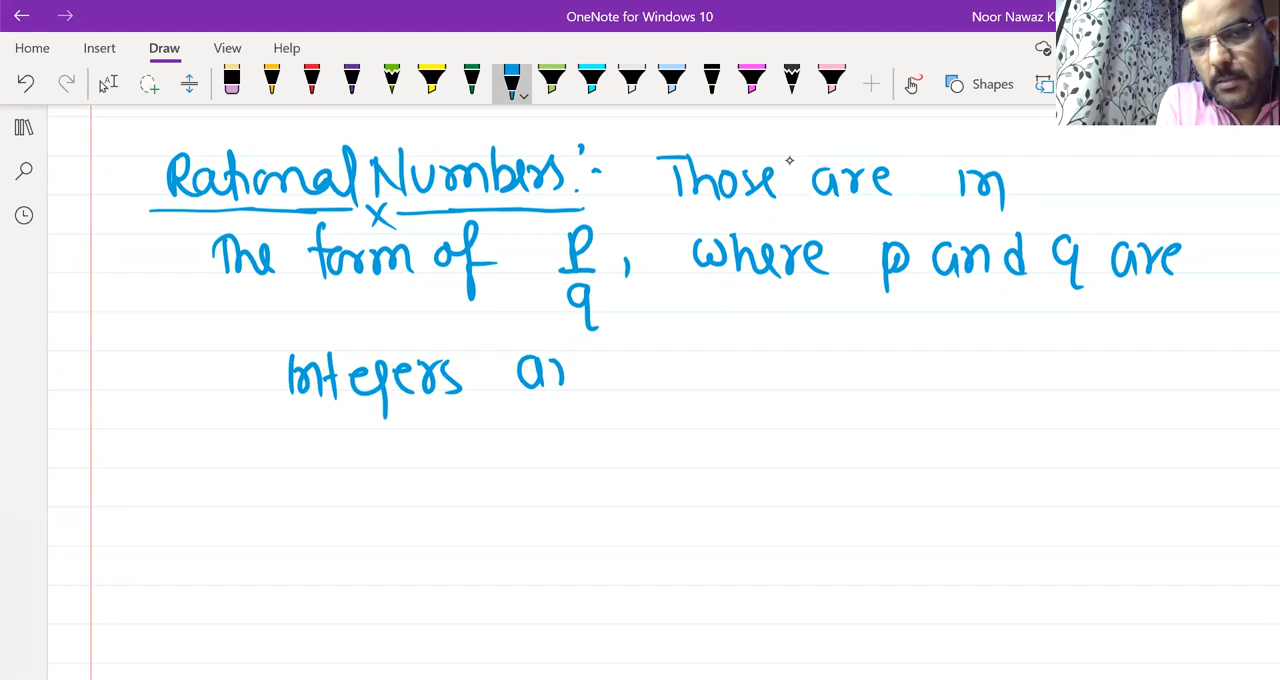 OneNote for Windows 10
Noor Nawaz K
Home Insert Draw View Help
Shapes
Rational Numbers:- Those are in
x
the form of p/q, where p and q are
Integers an